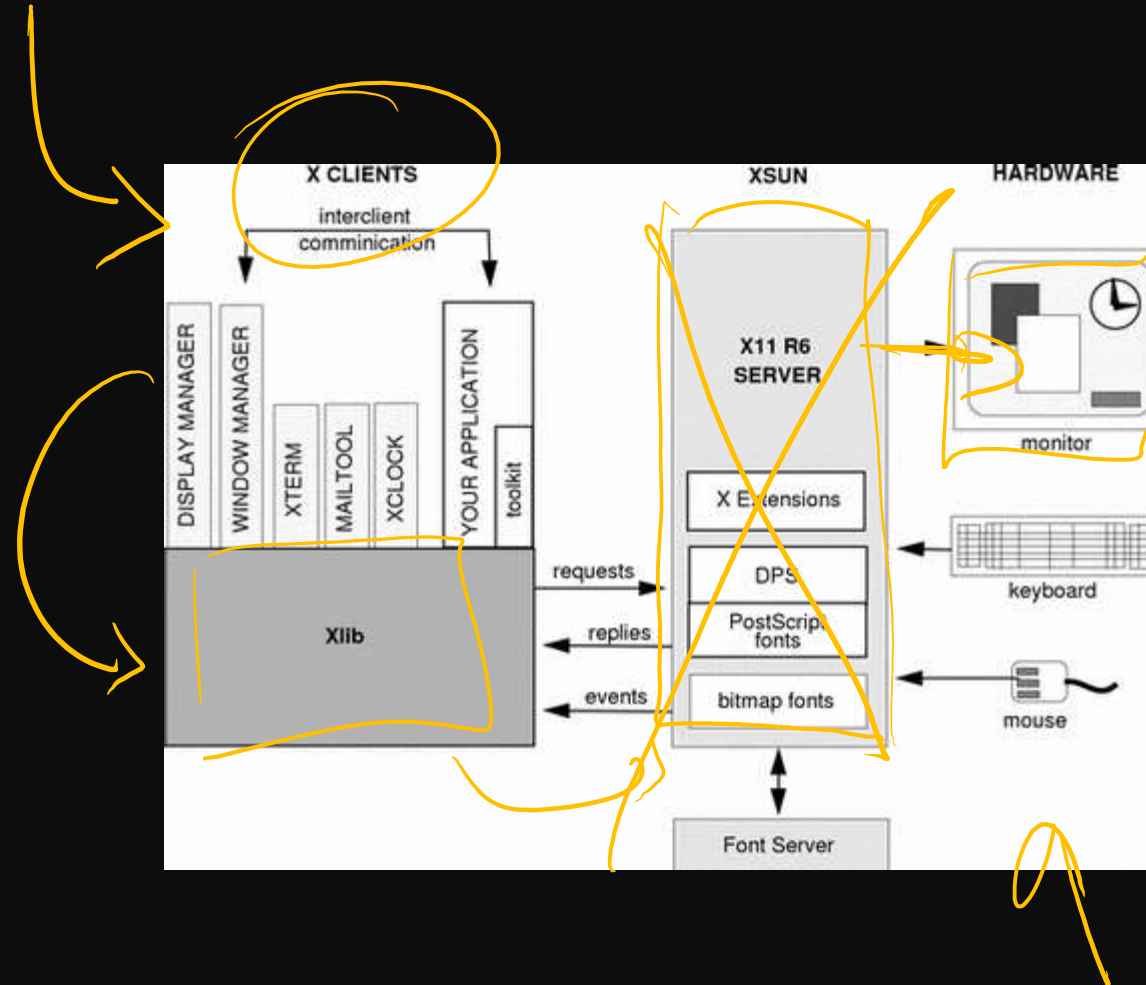 X CLIENTS
XSUN
HARDWARE
interclient
comminication
DISPLAY MANAGER
WINDOW MANAGER
XTERM
MAILTOOL
XCLOCK
YOUR APPLICATION
toolkit
Xlib
requests
replies
events
X11 R6
SERVER
X Extensions
DPS
PostScript
fonts
bitmap fonts
Font Server
monitor
keyboard
mouse